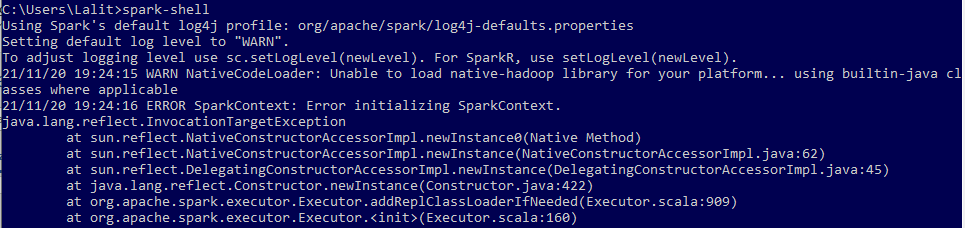 C:\Users\Lalit>spark-shell
Using Spark's default log4j profile: org/apache/spark/log4j-defaults.properties
Setting default log level to "WARN".
To adjust logging level use sc.setLogLevel(newLevel). For SparkR, use setLogLevel(newLevel).
21/11/20 19:24:15 WARN NativeCodeLoader: Unable to load native-hadoop library for your platform... using builtin-java cl
asses where applicable
21/11/20 19:24:16 ERROR SparkContext: Error initializing SparkContext.
java.lang.reflect.InvocationTargetException
        at sun.reflect.NativeConstructorAccessorImpl.newInstance0(Native Method)
        at sun.reflect.NativeConstructorAccessorImpl.newInstance(NativeConstructorAccessorImpl.java:62)
        at sun.reflect.DelegatingConstructorAccessorImpl.newInstance(DelegatingConstructorAccessorImpl.java:45)
        at java.lang.reflect.Constructor.newInstance(Constructor.java:422)
        at org.apache.spark.executor.Executor.addReplClassLoaderIfNeeded(Executor.scala:909)
        at org.apache.spark.executor.Executor.<init>(Executor.scala:160)